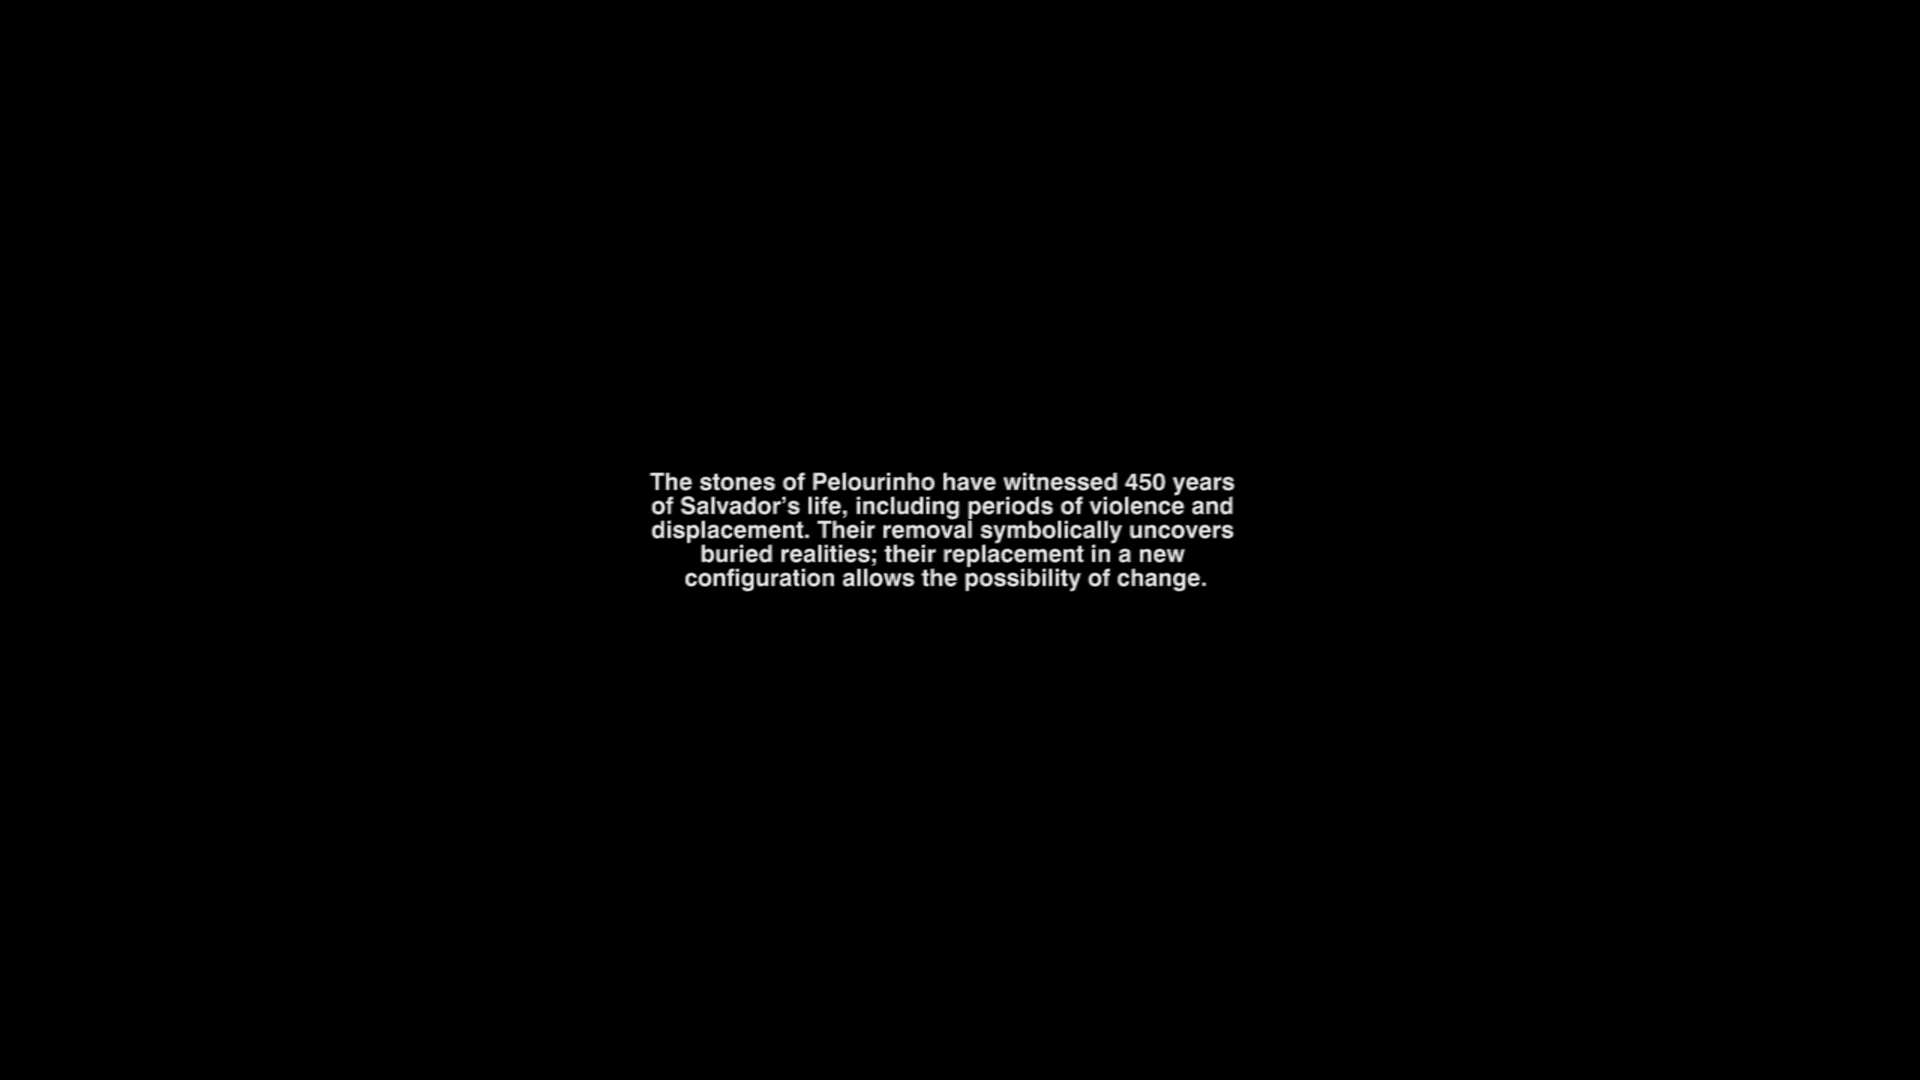 The stones of Pelourinho have witnessed 450 years
of Salvador’s life, including periods of violence and
displacement. Their removal symbolically uncovers
buried realities; their replacement in a new
configuration allows the possibility of change.